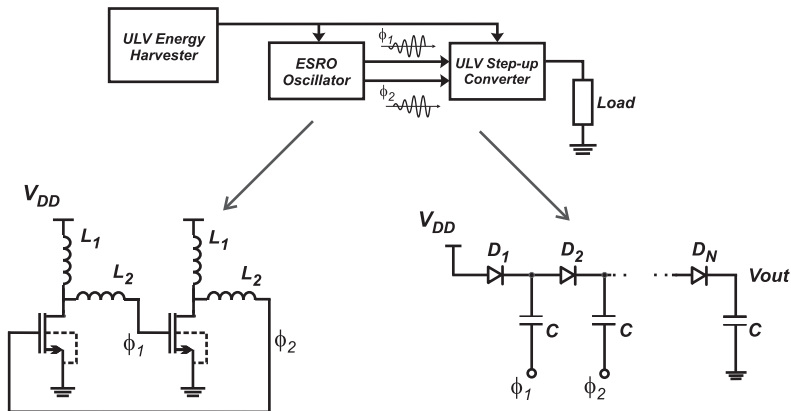 ULV Energy
Harvester
ESRO
Oscillator
ϕ1
ϕ2
ULV Step-up
Converter
Load
VDD
L1
L2
ϕ1
L1
L2
ϕ2
VDD
D1
D2
. . . .
DN
Vout
C
C
C
ϕ1
ϕ2